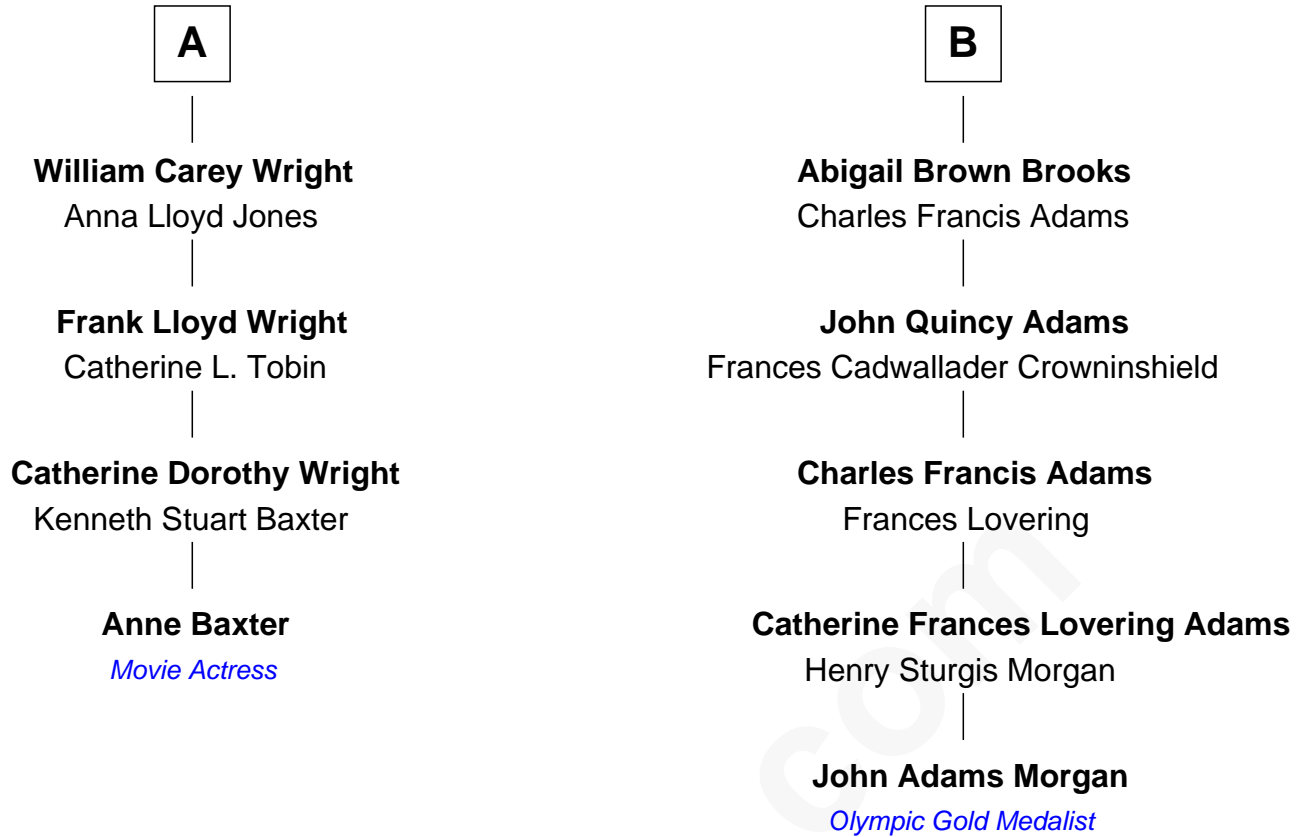 A
William Carey Wright
Anna Lloyd Jones
Frank Lloyd Wright
Catherine L. Tobin
Catherine Dorothy Wright
Kenneth Stuart Baxter
Anne Baxter
Movie Actress
B
Abigail Brown Brooks
Charles Francis Adams
John Quincy Adams
Frances Cadwallader Crowninshield
Charles Francis Adams
Frances Lovering
Catherine Frances Lovering Adams
Henry Sturgis Morgan
John Adams Morgan
Olympic Gold Medalist
com